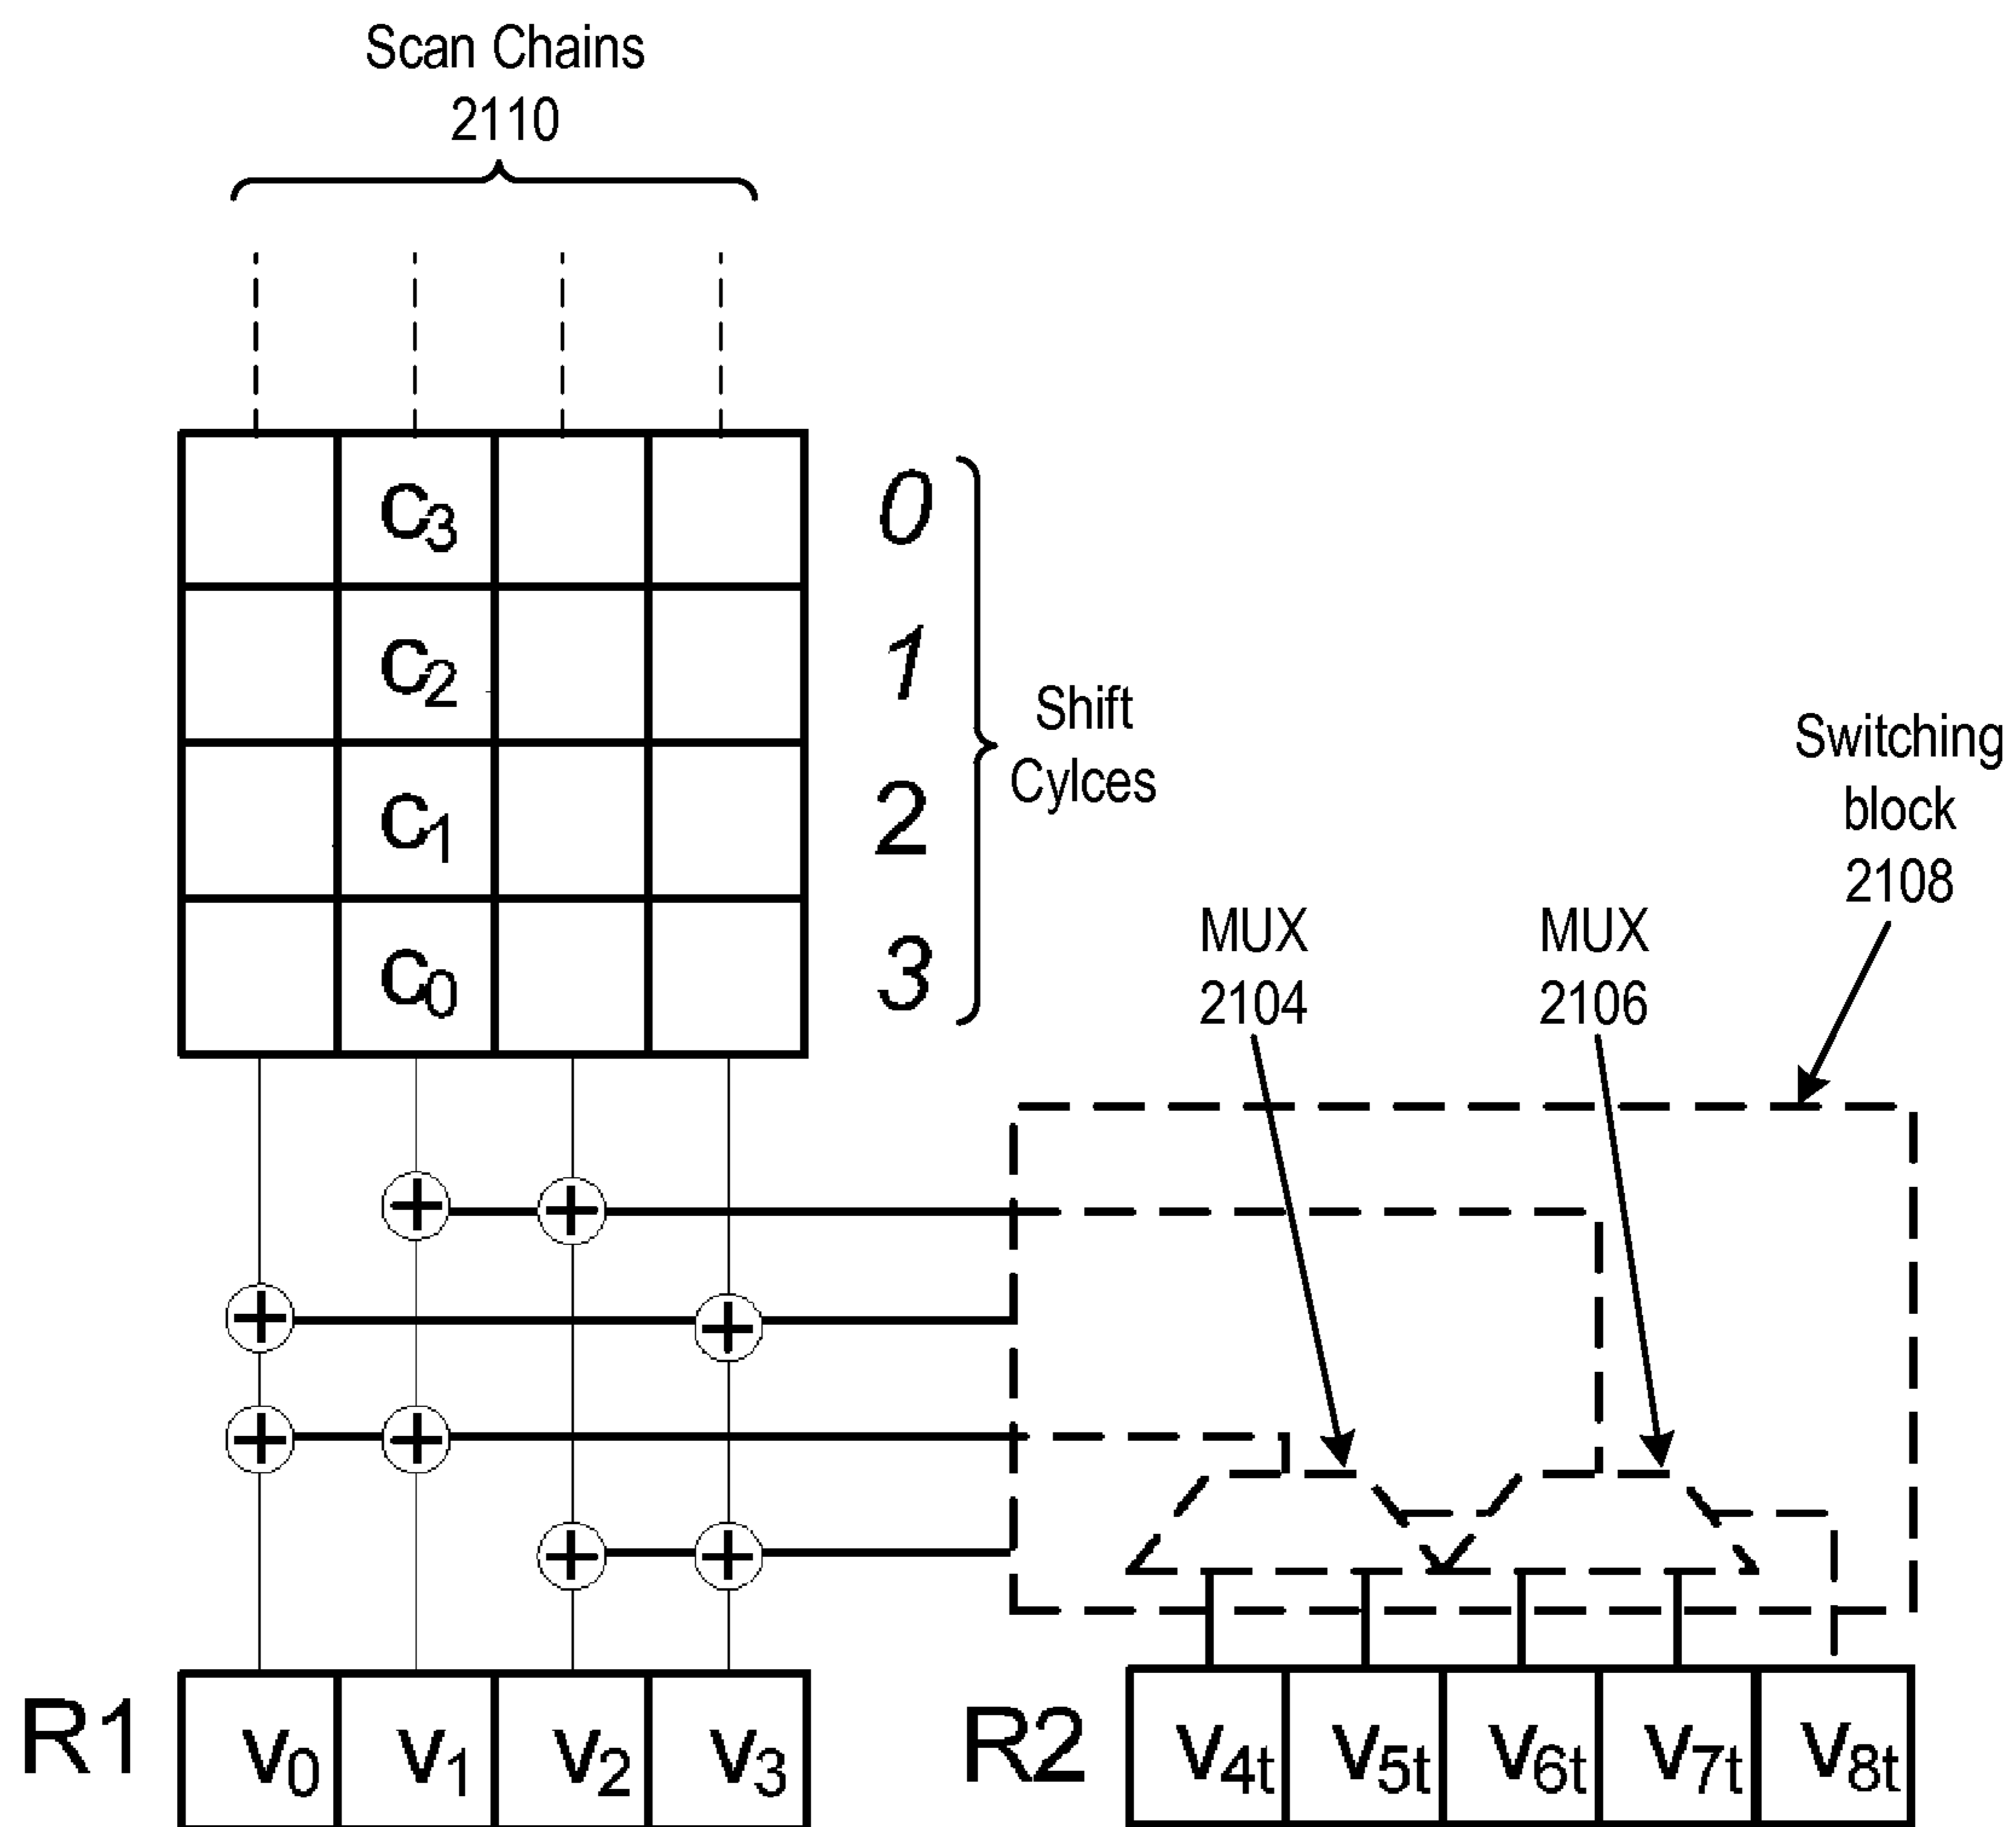 Scan Chains
2110
c3 0
c2 1
c1 2
c0 3
Shift
Cylces
Switching
block
2108
MUX
2104
MUX
2106
R1 v0 v1 v2 v3
R2 v4t v5t v6t v7t v8t